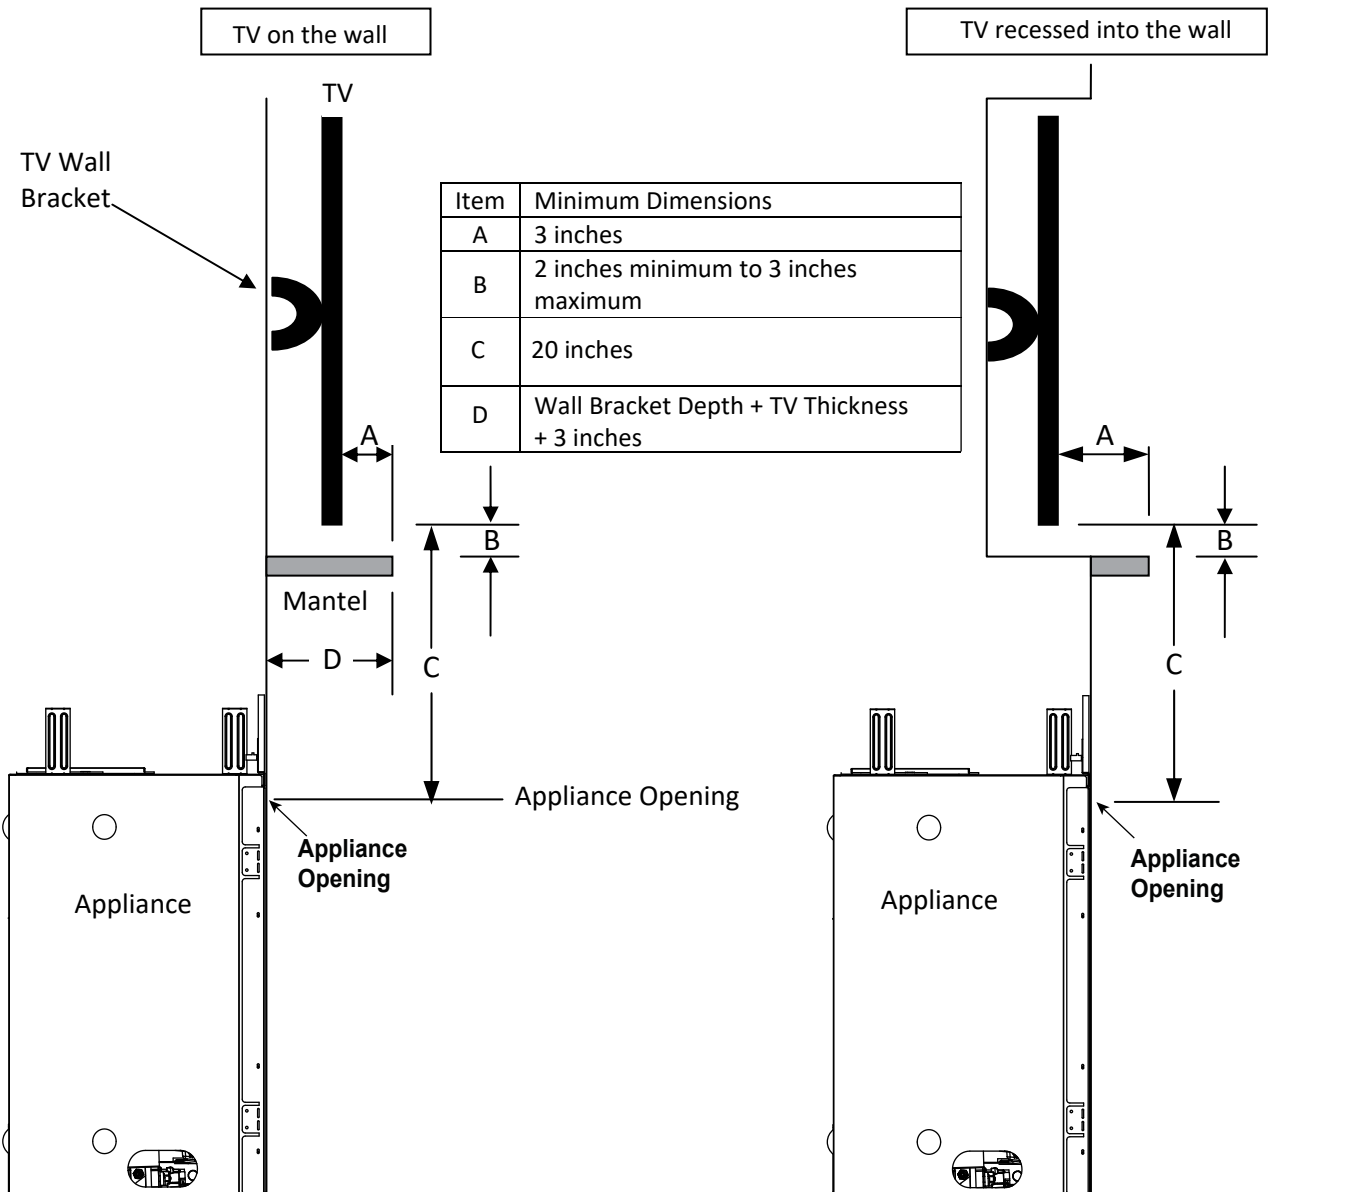 TV on the wall
TV recessed into the wall
TV
TV Wall
Bracket
Item Minimum Dimensions
A 3 inches
B 2 inches minimum to 3 inches
maximum
C 20 inches
D Wall Bracket Depth + TV Thickness
+ 3 inches
A
A
B
B
Mantel
D
C
C
Appliance Opening
Appliance
Opening
Appliance
Opening
Appliance
Appliance